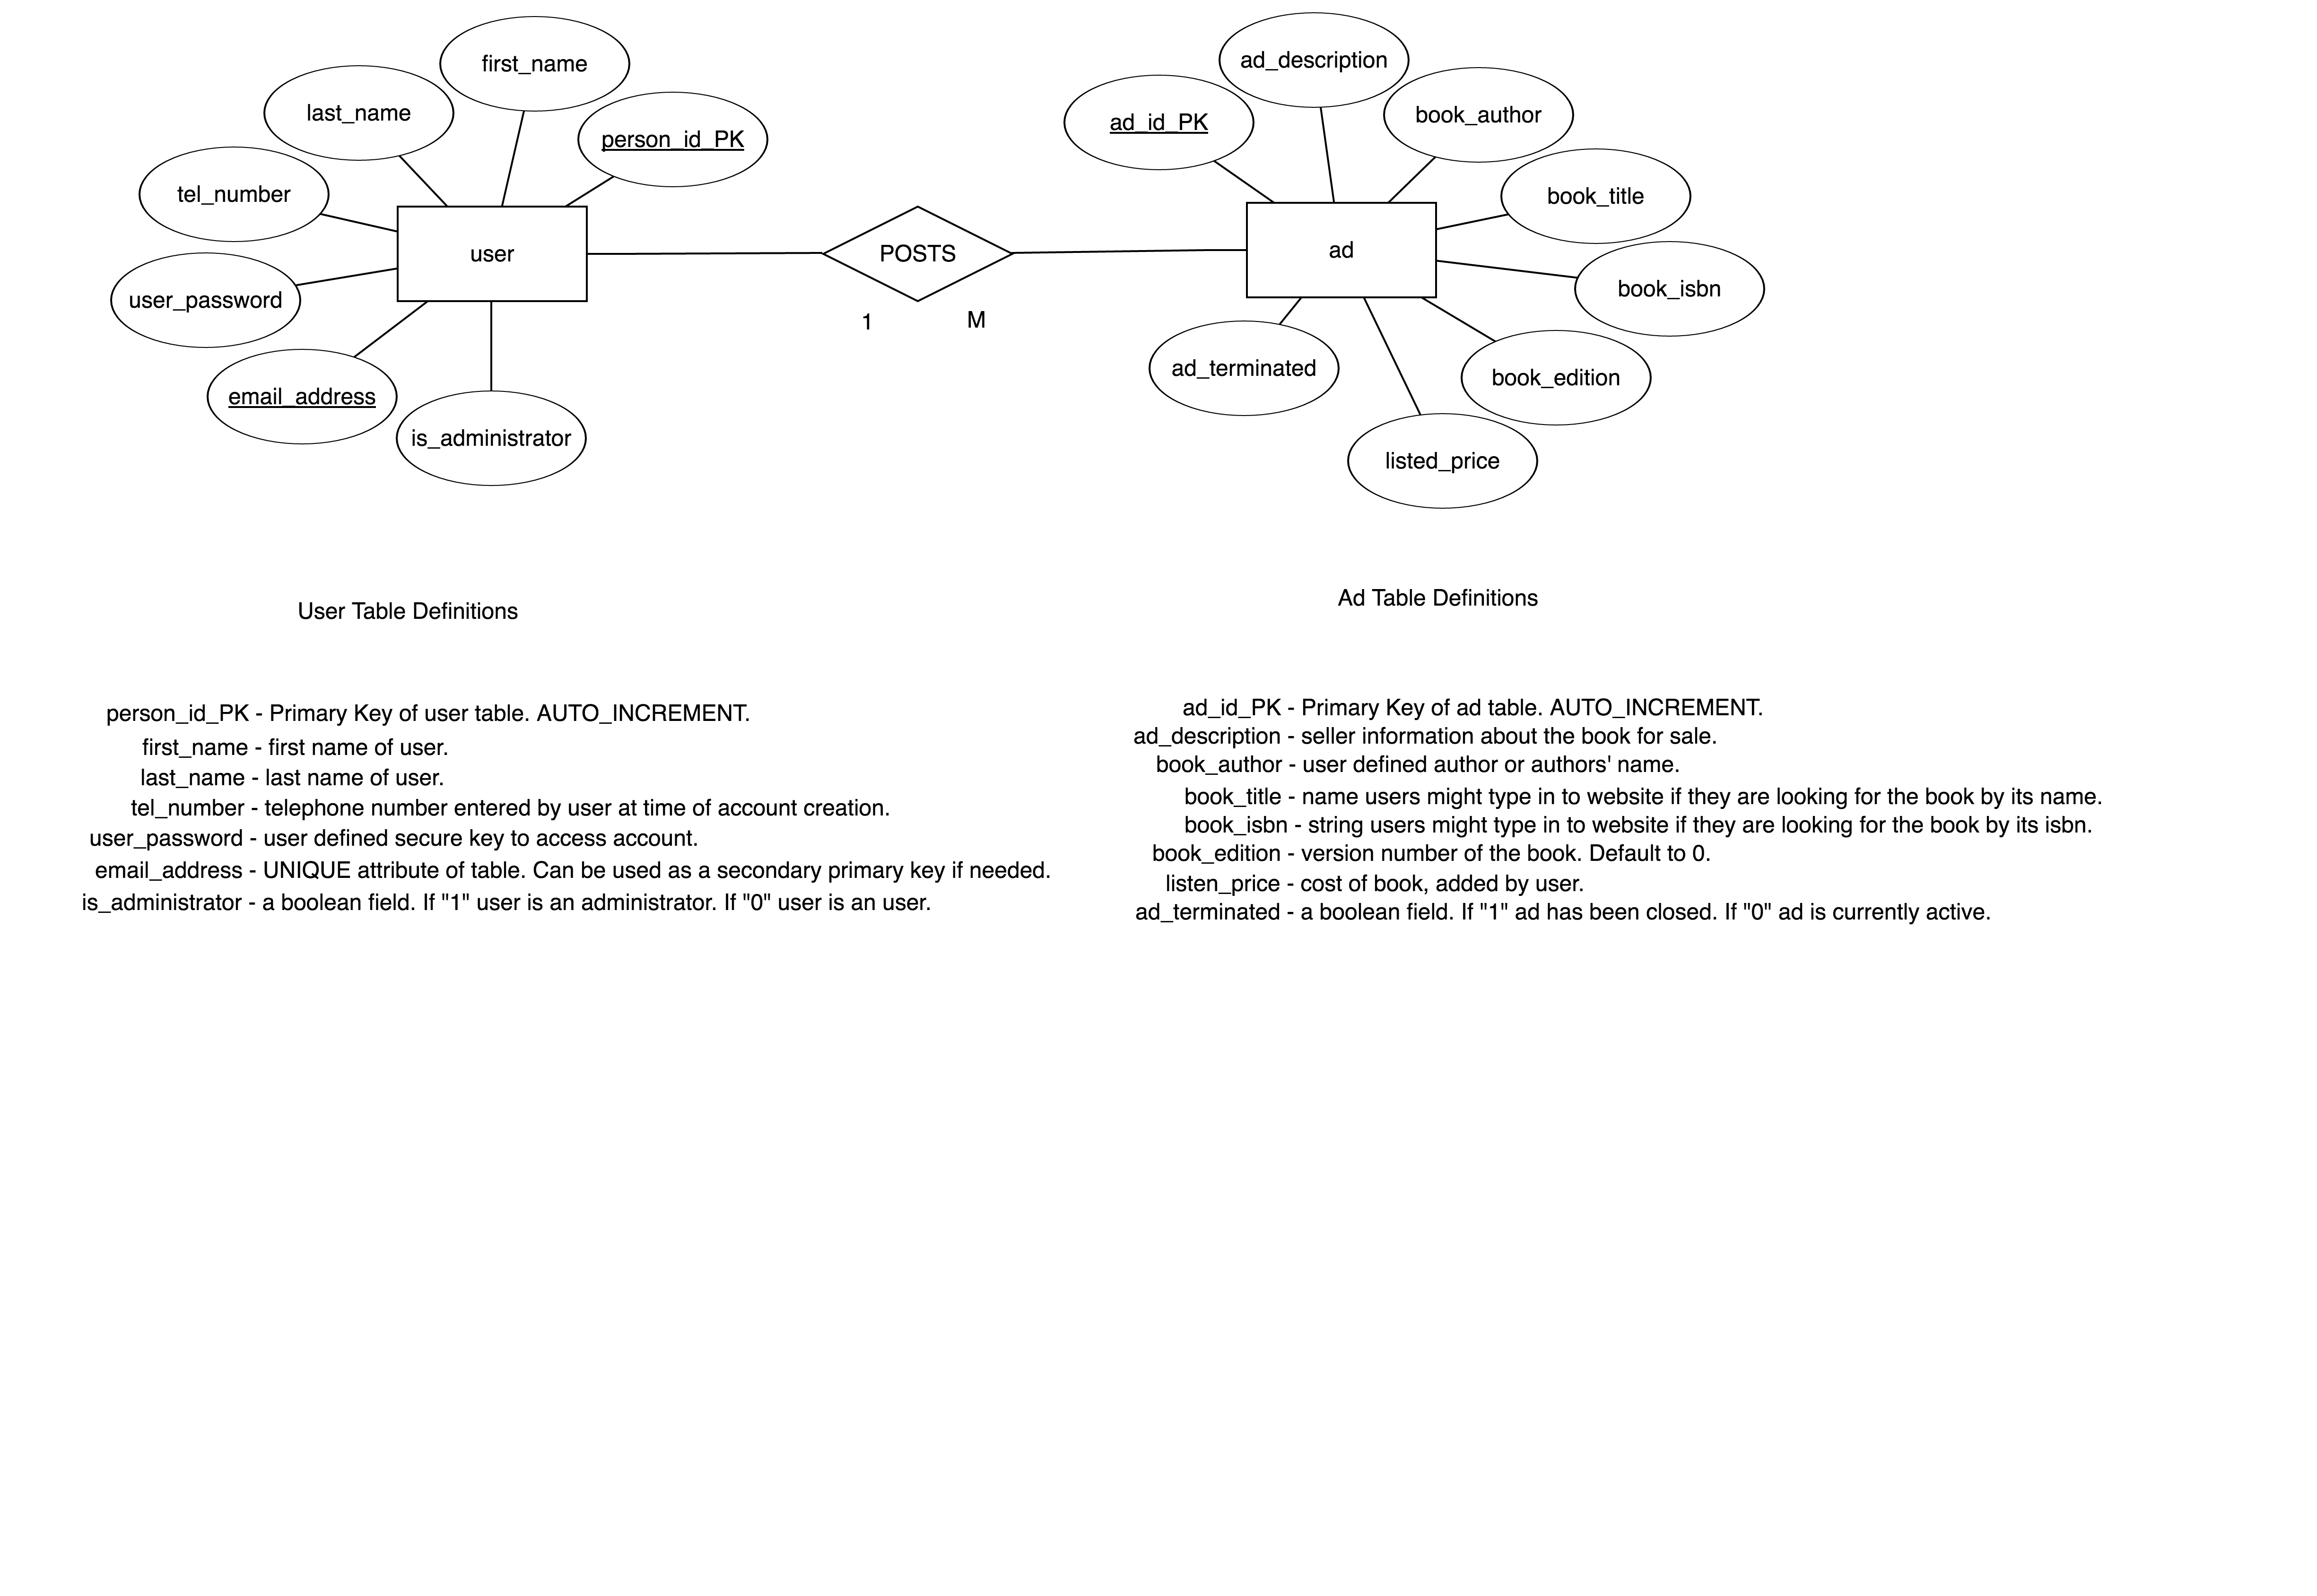 first_name
last_name
person_id_PK
tel_number
user
user_password
email_address
is_administrator
POSTS
1
M
ad_description
ad_id_PK
book_author
book_title
ad
book_isbn
ad_terminated
book_edition
listed_price
User Table Definitions
person_id_PK - Primary Key of user table. AUTO_INCREMENT.
first_name - first name of user.
last_name - last name of user.
tel_number - telephone number entered by user at time of account creation.
user_password - user defined secure key to access account.
email_address - UNIQUE attribute of table. Can be used as a secondary primary key if needed.
is_administrator - a boolean field. If "1" user is an administrator. If "0" user is an user.
Ad Table Definitions
ad_id_PK - Primary Key of ad table. AUTO_INCREMENT.
ad_description - seller information about the book for sale.
book_author - user defined author or authors' name.
book_title - name users might type in to website if they are looking for the book by its name.
book_isbn - string users might type in to website if they are looking for the book by its isbn.
book_edition - version number of the book. Default to 0.
listen_price - cost of book, added by user.
ad_terminated - a boolean field. If "1" ad has been closed. If "0" ad is currently active.